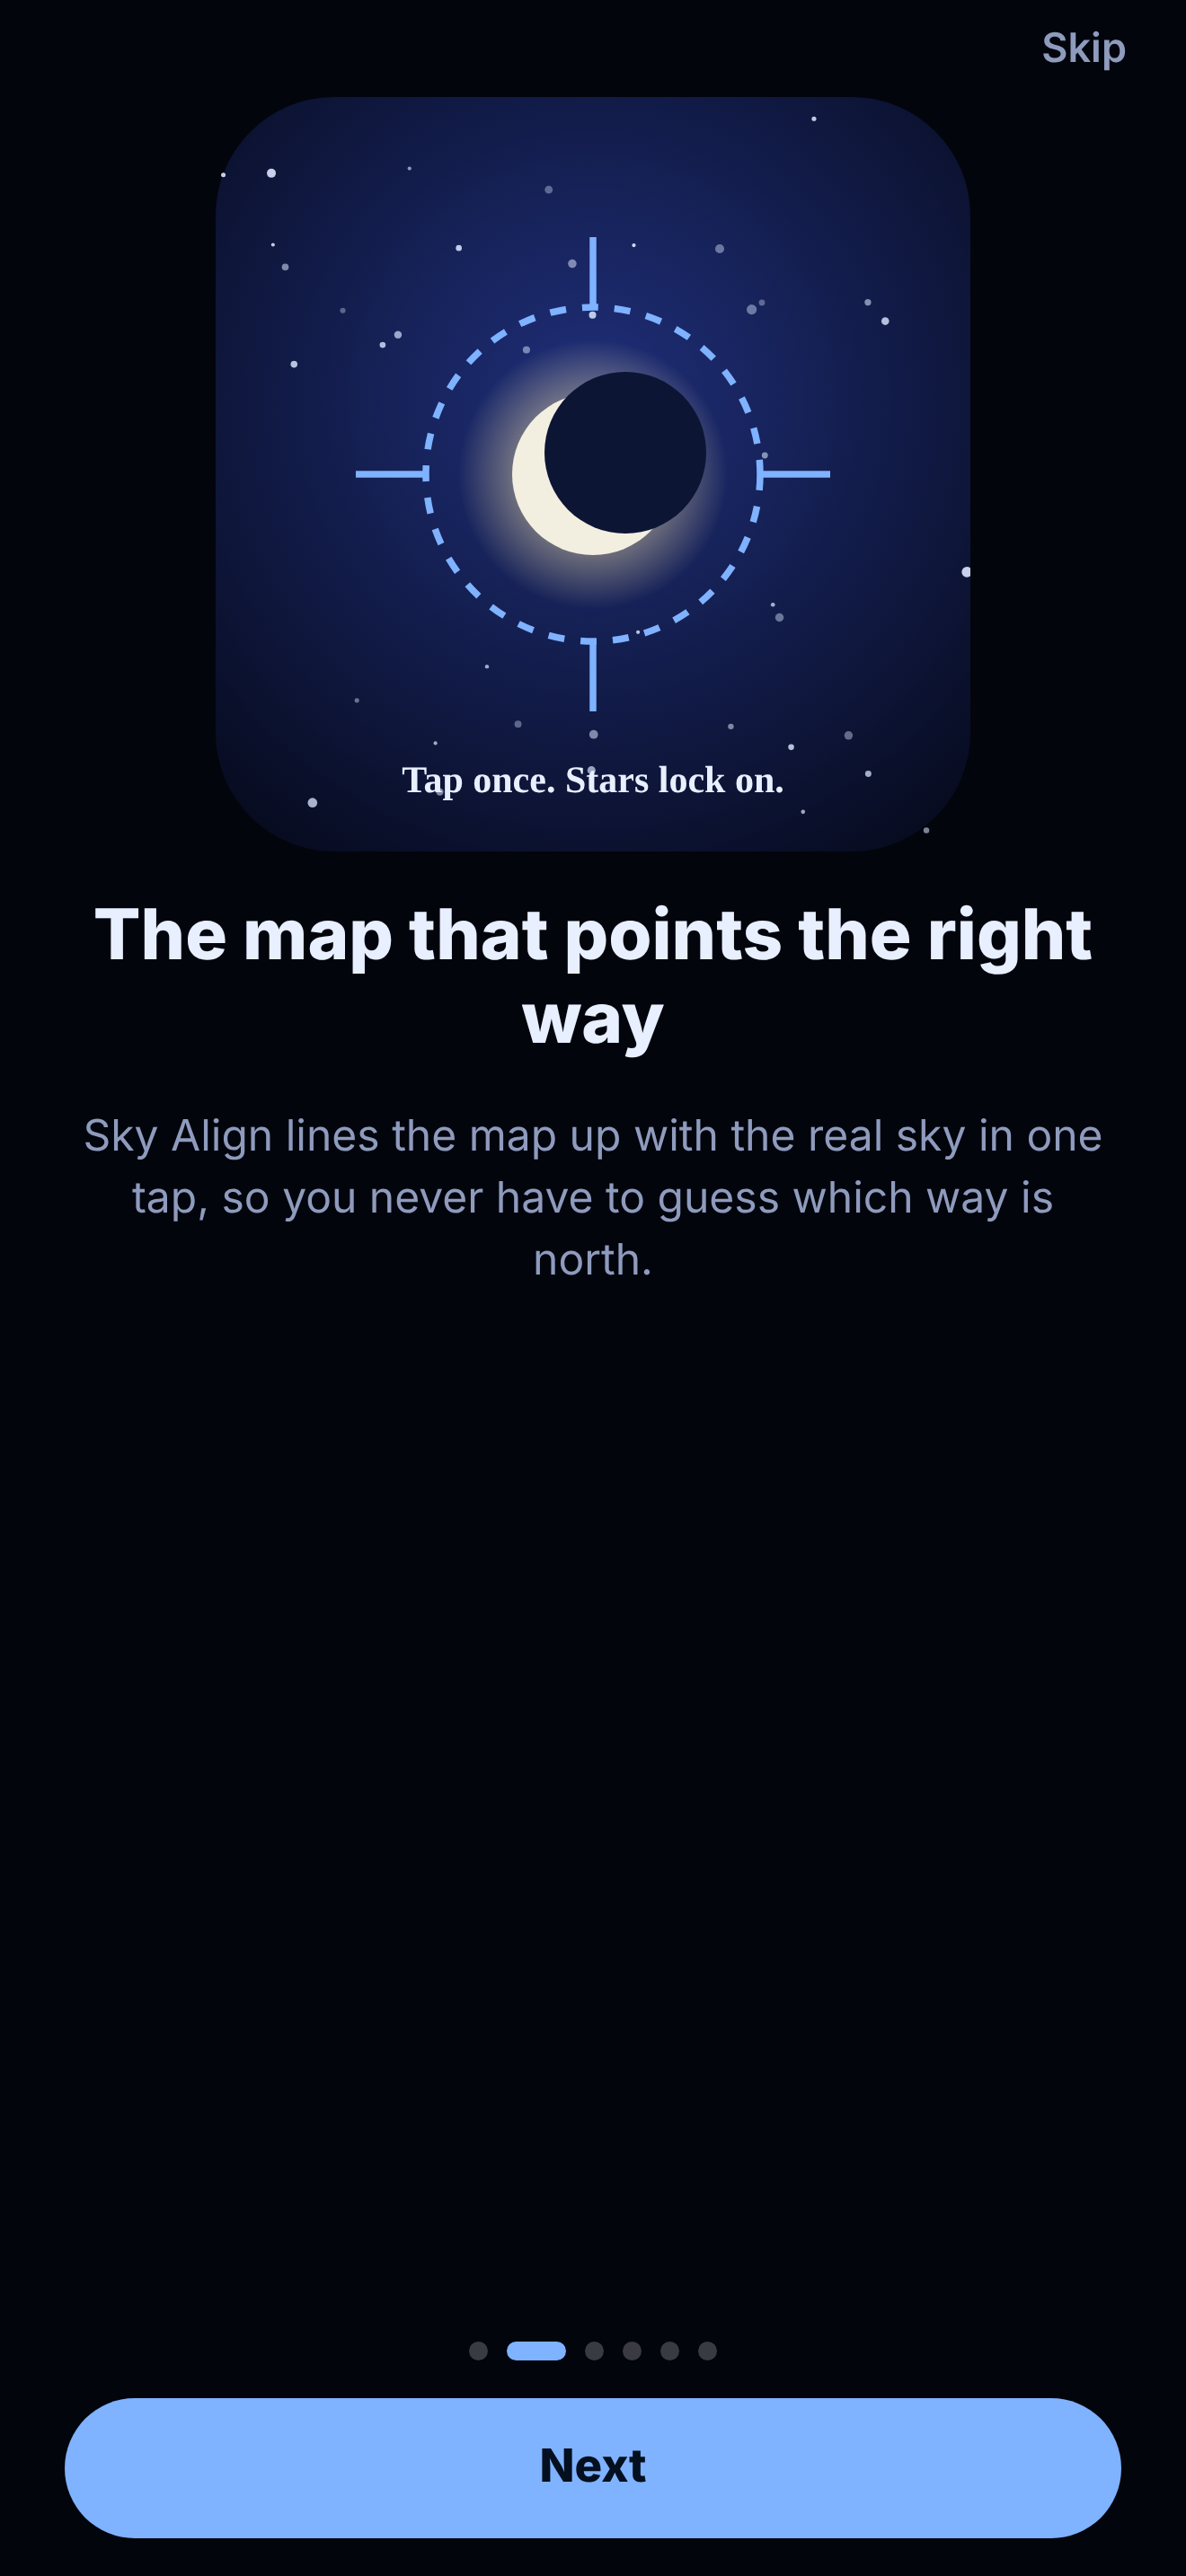 Skip
Tap once. Stars lock on.
The map that points the right
way
Sky Align lines the map up with the real sky in one
tap, so you never have to guess which way is
north.
Next